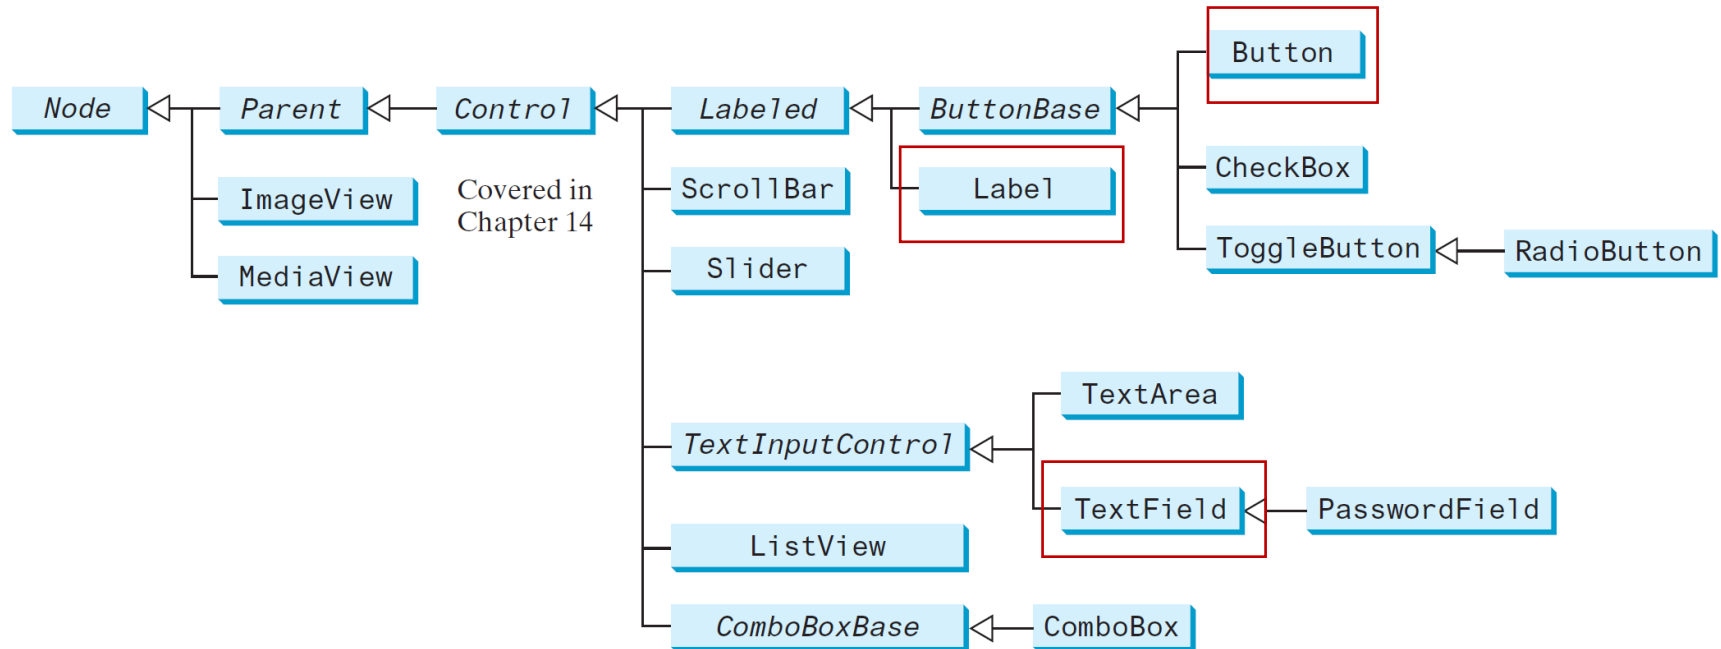 Button
Node
Parent
Control
Labeled
ButtonBase
CheckBox
ImageView
Covered in
Chapter 14
ScrollBar
Label
MediaView
Slider
ToggleButton
RadioButton
TextArea
TextInputControl
TextField
PasswordField
ListView
ComboBoxBase
ComboBox